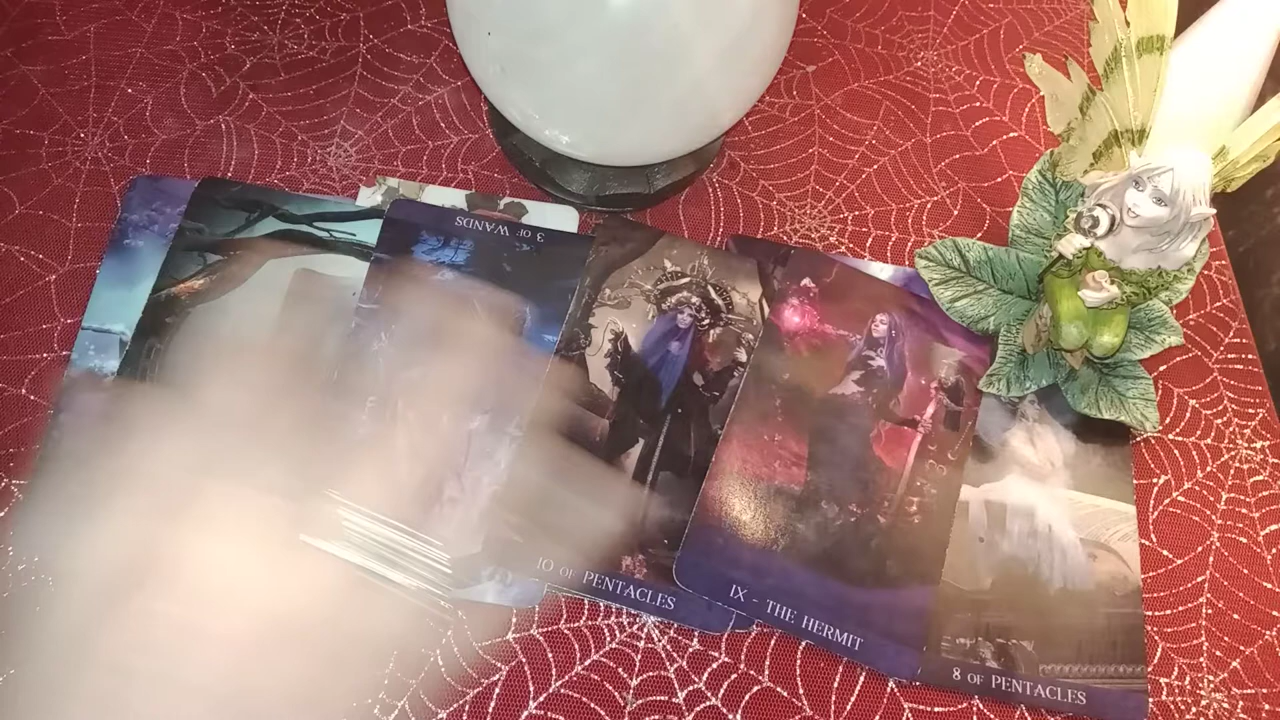 3 OF WANDS
10 OF PENTACLES
IX - THE HERMIT
8 OF PENTACLES